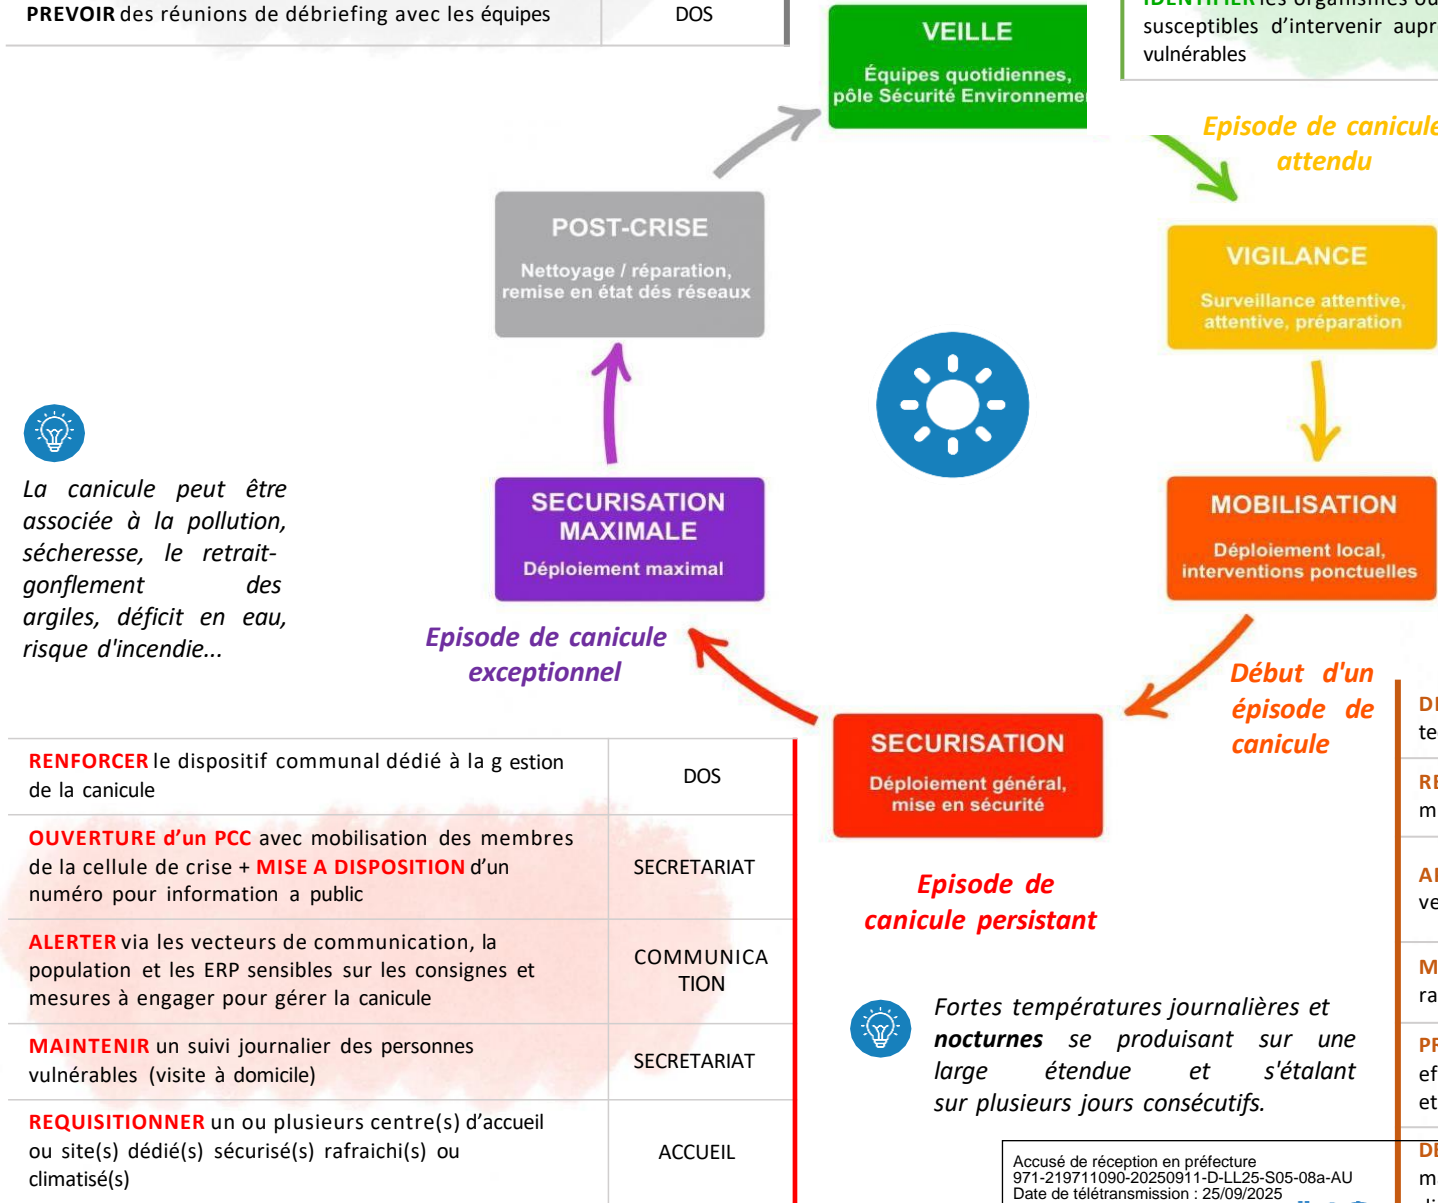 PREVOIR des réunions de débriefing avec les équipes
DOS
VEILLE
Équipes quotidiennes,
pôle Sécurité
les organismes
susceptibles d’intervenir
vulnérables
Episode de canicule
attendu
POST-CRISE
Nettoyage / réparation,
remise en état dés réseaux
VIGILANCE
Surveillance attentive,
attentive, préparation
La canicule peut être
associée à la pollution,
sécheresse, le retrait-
gonflement des
argiles, déficit en eau,
risque d'incendie...
SECURISATION
MAXIMALE
Déploiement maximal
MOBILISATION
Déploiement local,
interventions ponctuelles
Episode de canicule
exceptionnel
Début d'un
épisode de
canicule
SECURISATION
Déploiement général,
mise en sécurité
Episode de
canicule persistant
RENFORCER le dispositif communal dédié à la g estion
de la canicule
DOS
OUVERTURE d’un PCC avec mobilisation des membres
de la cellule de crise + MISE A DISPOSITION d’un
numéro pour information a public
SECRETARIAT
ALERTER via les vecteurs de communication, la
population et les ERP sensibles sur les consignes et
mesures à engager pour gérer la canicule
COMMUNICA
TION
MAINTENIR un suivi journalier des personnes
vulnérables (visite à domicile)
SECRETARIAT
REQUISITIONNER un ou plusieurs centre(s) d’accueil
ou site(s) dédié(s) sécurisé(s) rafraichi(s) ou
climatisé(s)
ACCUEIL
Fortes températures journalières et
nocturnes se produisant sur une
large étendue et s'étalant
sur plusieurs jours consécutifs.
et
Accusé de réception en préfecture
971-219711090-20250911-D-LL25-S05-08a-AU
Date de télétransmission : 25/09/2025